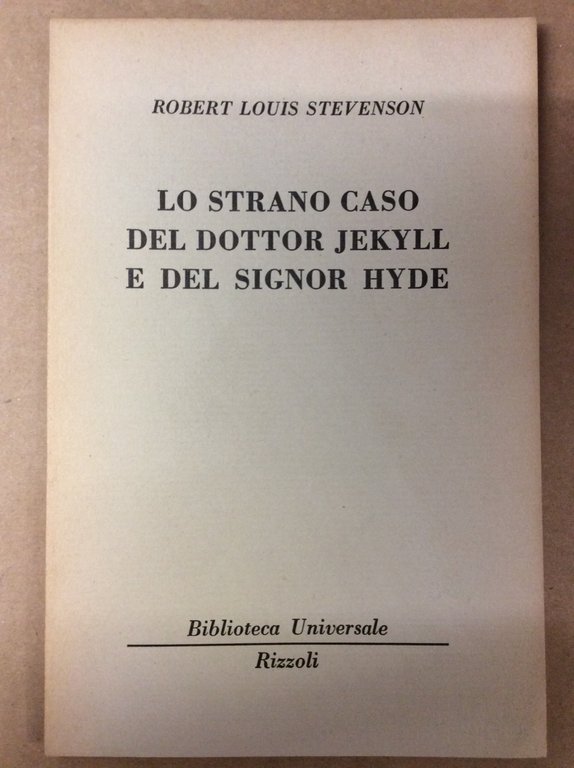 ROBERT LOUIS STEVENSON
LO STRANO CASO
DEL DOTTOR JEKYLL
E DEL SIGNOR HYDE
Biblioteca Universale
Rizzoli